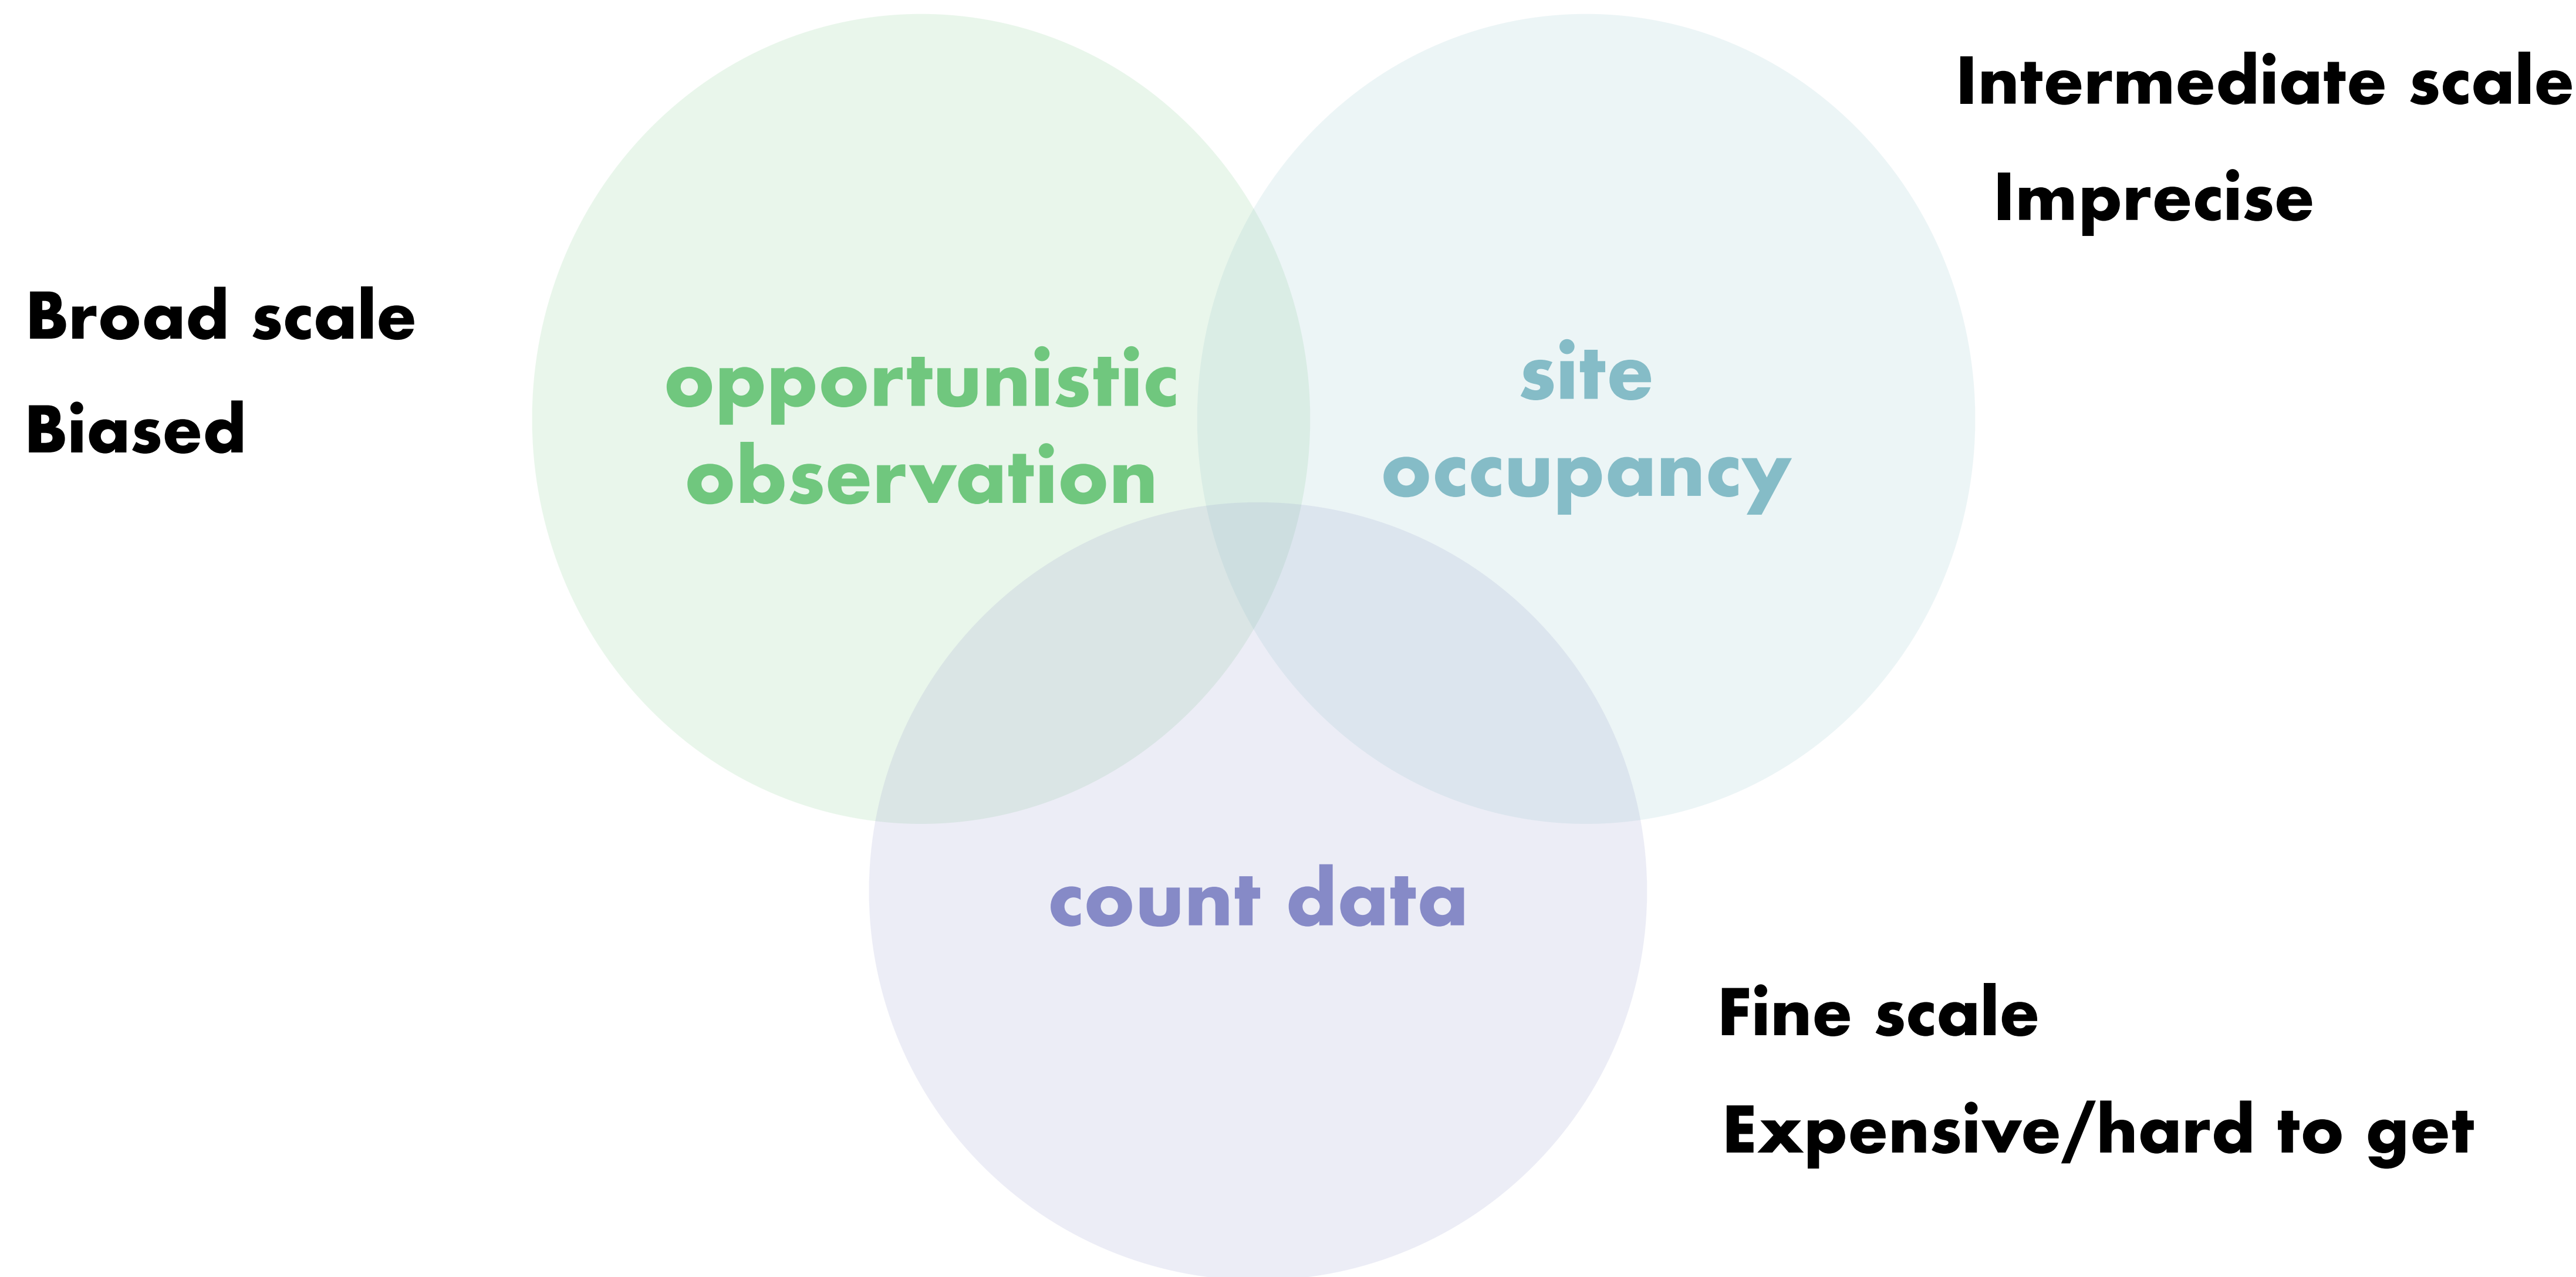 Broad scale
Biased
opportunistic
observation
site
occupancy
Intermediate scale
Imprecise
count data
Fine scale
Expensive/hard to get